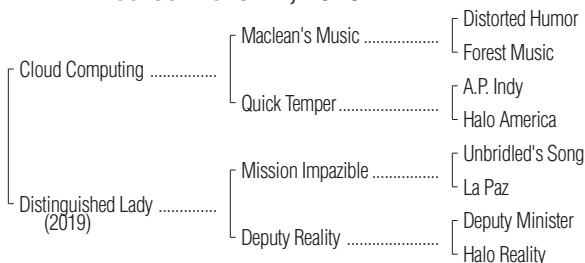 Distorted Humor
Maclean's Music ..................
Forest Music
Cloud Computing ................
A.P. Indy
Quick Temper ........................
Halo America
Unbridled's Song
Mission Impazible ................
La Paz
Distinguished Lady ..............
(2019)
Deputy Minister
Deputy Reality ......................
Halo Reality